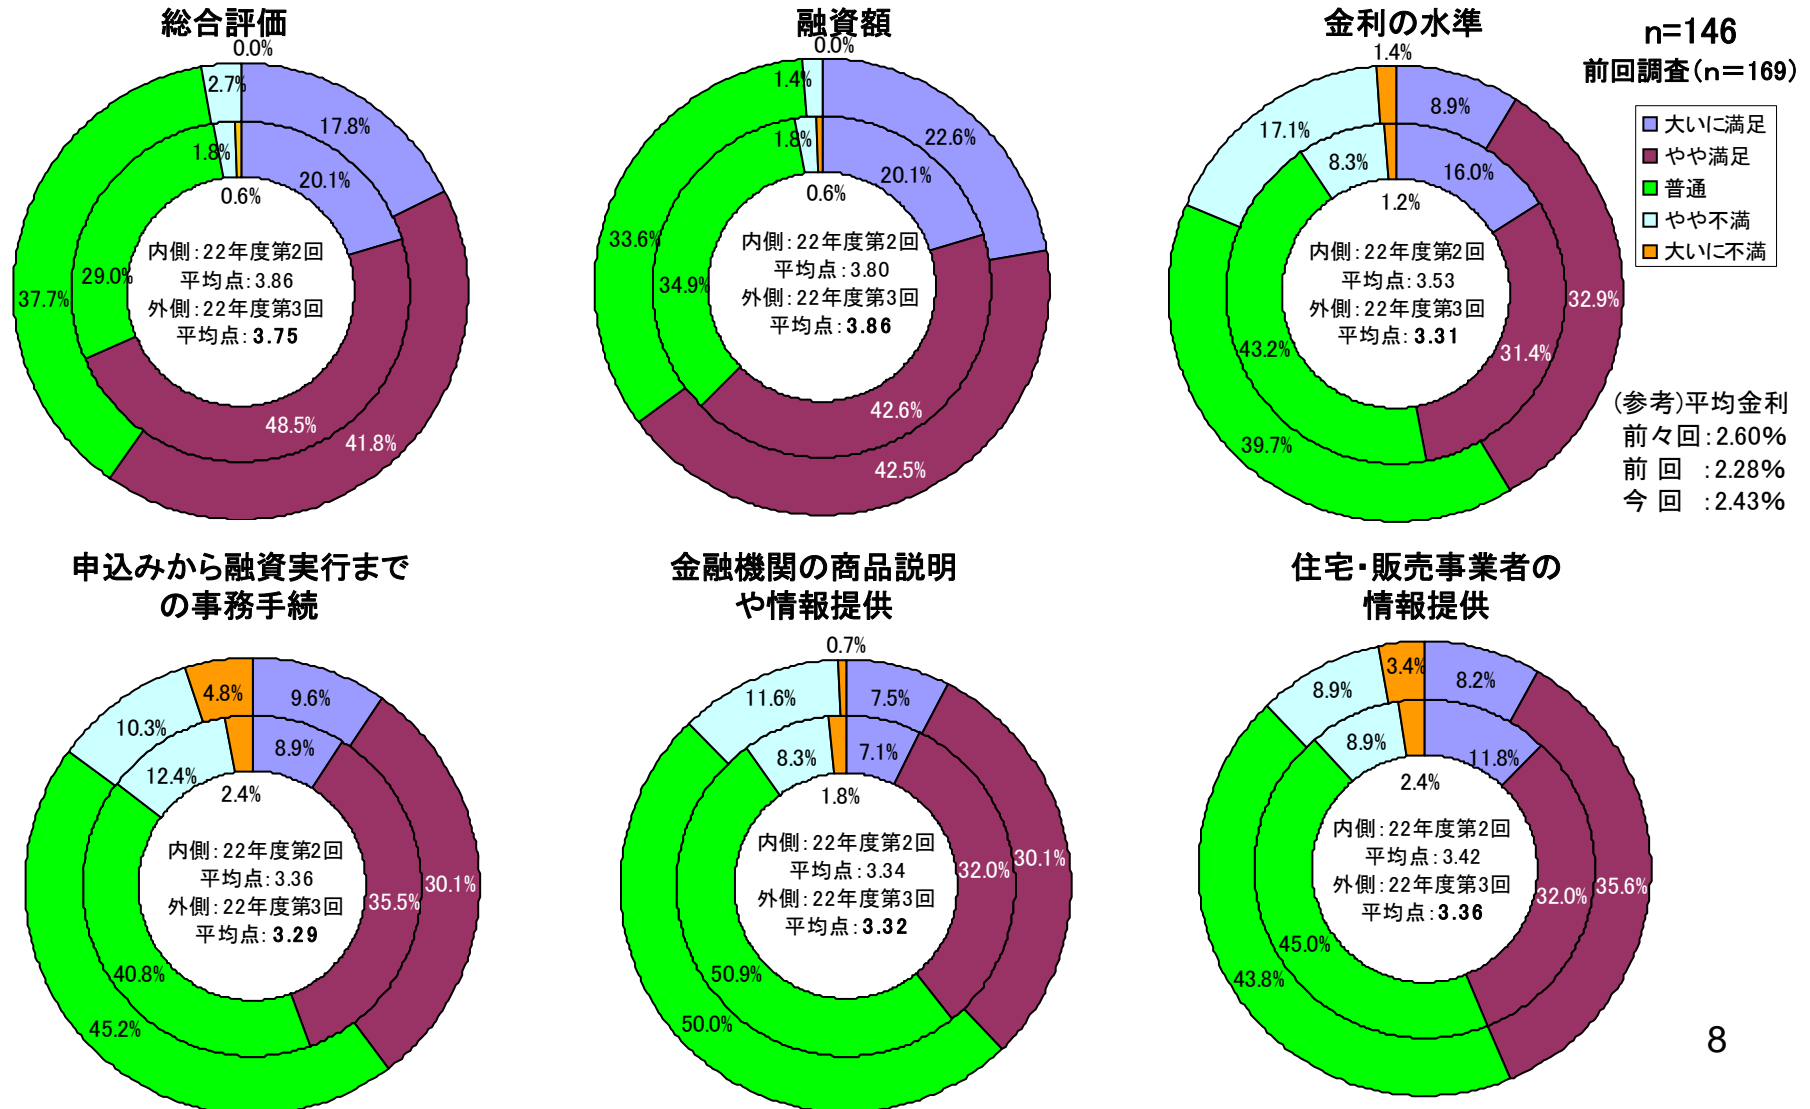 総合評価
0.0%
2.7%
17.8%
1.8%
20.1%
0.6%
内側:22年度第2回
平均点:3.86
外側:22年度第3回
平均点:3.75
29.0%
37.7%
48.5%
41.8%
融資額
0.0%
1.4%
22.6%
1.8%
20.1%
0.6%
内側:22年度第2回
平均点:3.80
外側:22年度第3回
平均点:3.86
33.6%
34.9%
42.6%
42.5%
金利の水準
1.4%
8.9%
17.1%
8.3%
16.0%
1.2%
内側:22年度第2回
平均点:3.53
外側:22年度第3回
平均点:3.31
32.9%
43.2%
31.4%
39.7%
n=146
前回調査(n=169)
大いに満足
やや満足
普通
やや不満
大いに不満
(参考)平均金利
前々回:2.60%
前 回 :2.28%
今 回 :2.43%
申込みから融資実行まで
の事務手続
4.8%
9.6%
10.3%
8.9%
12.4%
2.4%
内側:22年度第2回
平均点:3.36
外側:22年度第3回
平均点:3.29
30.1%
35.5%
40.8%
45.2%
金融機関の商品説明
や情報提供
0.7%
11.6%
7.5%
8.3%
7.1%
1.8%
内側:22年度第2回
平均点:3.34
外側:22年度第3回
平均点:3.32
32.0%
30.1%
50.9%
50.0%
住宅・販売事業者の
情報提供
3.4%
8.2%
8.9%
8.9%
11.8%
2.4%
内側:22年度第2回
平均点:3.42
外側:22年度第3回
平均点:3.36
32.0%
35.6%
45.0%
43.8%
8